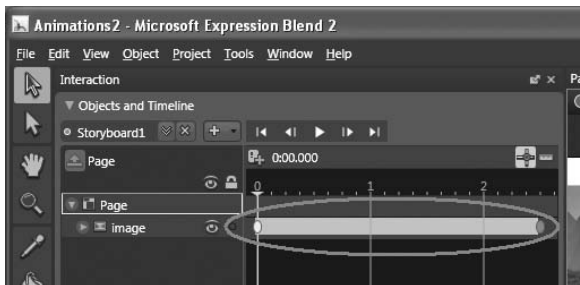 Animations2 - Microsoft Expression Blend 2
File Edit View Object Project Tools Window Help
Interaction
Pa
Objects and Timeline
Storyboard1
Page
0:00.000
0 1 2
Page
image